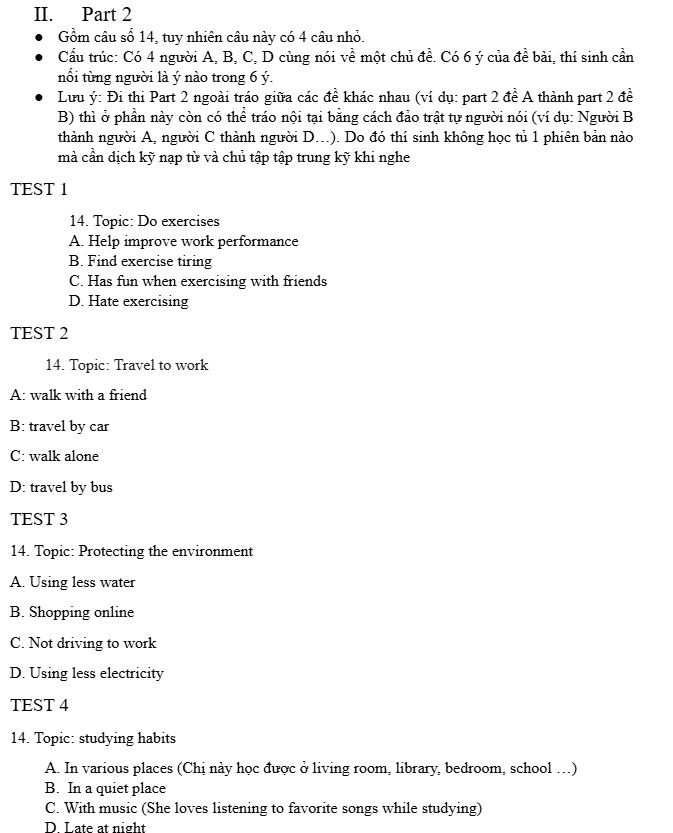 II. Part 2
● Gồm câu số 14, tuy nhiên câu này có 4 câu nhỏ.
● Cấu trúc: Có 4 người A, B, C, D cùng nói về một chủ đề. Có 6 ý của đề bài, thí sinh cần
nối từng người là ý nào trong 6 ý.
● Lưu ý: Đi thi Part 2 ngoài tráo giữa các đề khác nhau (ví dụ: part 2 đề A thành part 2 đề
B) thì ở phần này còn có thể tráo nội tại bằng cách đảo trật tự người nói (ví dụ: Người B
thành người A, người C thành người D…). Do đó thí sinh không học tủ 1 phiên bản nào
mà cần dịch kỹ nạp từ và chủ tập tập trung kỹ khi nghe
TEST 1
14. Topic: Do exercises
A. Help improve work performance
B. Find exercise tiring
C. Has fun when exercising with friends
D. Hate exercising
TEST 2
14. Topic: Travel to work
A: walk with a friend
B: travel by car
C: walk alone
D: travel by bus
TEST 3
14. Topic: Protecting the environment
A. Using less water
B. Shopping online
C. Not driving to work
D. Using less electricity
TEST 4
14. Topic: studying habits
A. In various places (Chị này học được ở living room, library, bedroom, school …)
B. In a quiet place
C. With music (She loves listening to favorite songs while studying)
D. Late at night